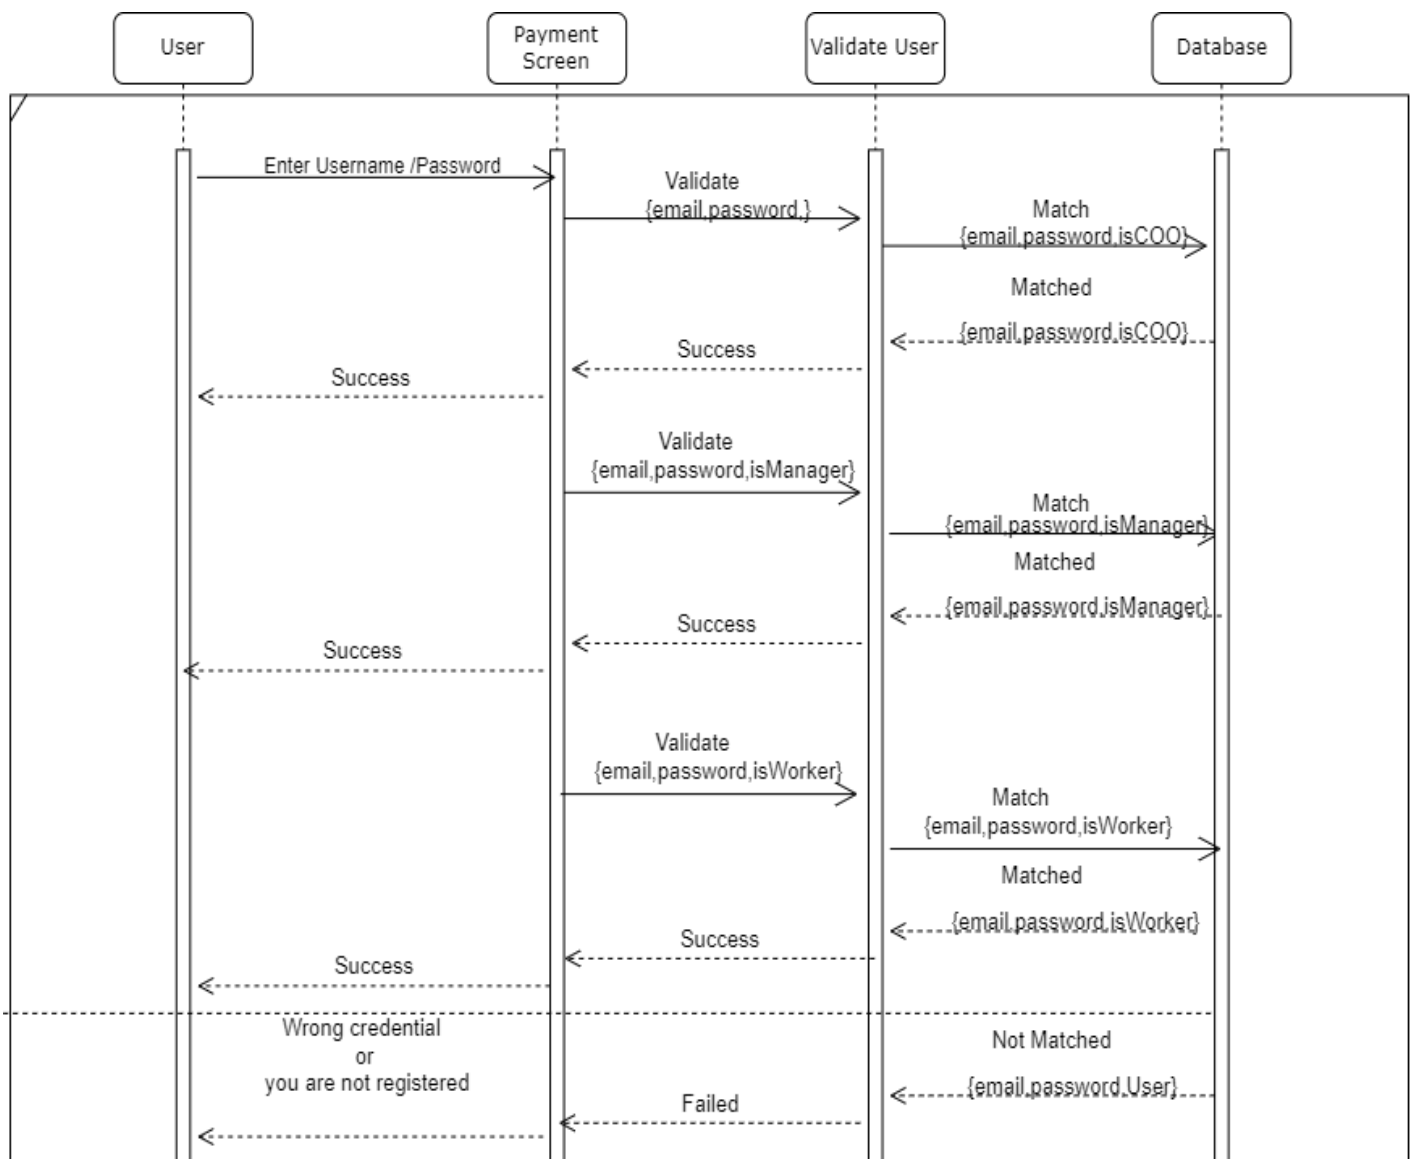 User
Payment
Screen
Validate User
Database
Enter Username /Password
Validate
{email,password,}
Match
{email,password,isCOO}
Matched
{email,password,isCOO}
Success
Success
Validate
{email,password,isManager}
Match
{email,password,isManager}
Matched
{email,password,isManager}
Success
Success
Validate
{email,password,isWorker}
Match
{email,password,isWorker}
Matched
{email,password,isWorker}
Success
Success
Wrong credential
or
you are not registered
Not Matched
{email,password,User}
Failed